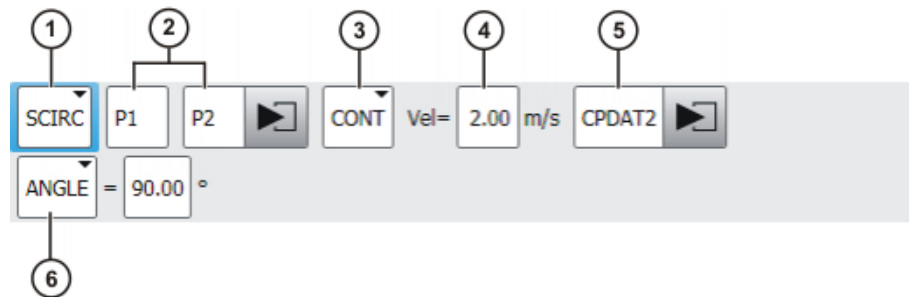 1 2 3 4 5
SCIRC P1 P2 CONT Vel= 2.00 m/s CPDAT2
ANGLE = 90.00 °
6